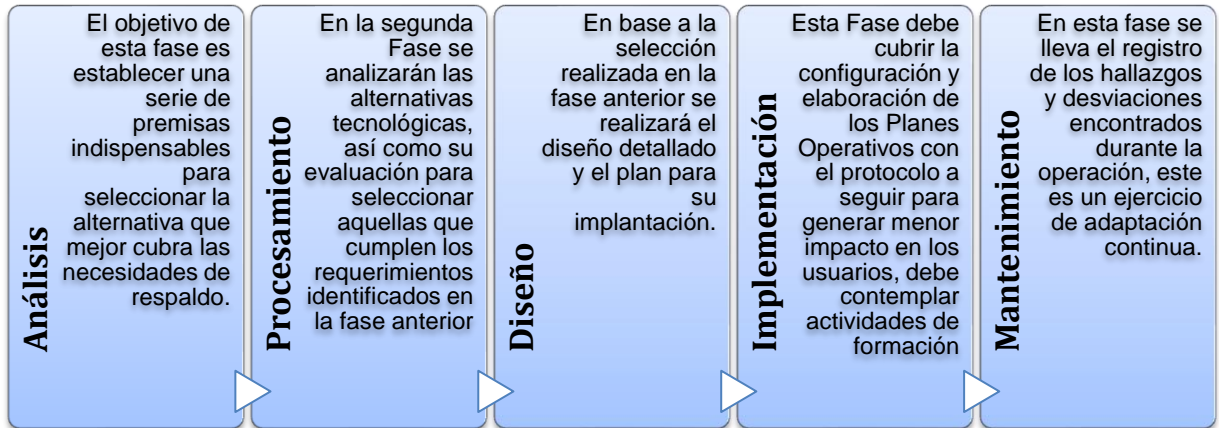 Análisis
El objetivo de
esta fase es
establecer una
serie de
premisas
indispensables
para
seleccionar la
alternativa que
mejor cubra las
necesidades de
respaldo.
Procesamiento
En la segunda
Fase se
analizarán las
alternativas
tecnológicas,
así como su
evaluación para
seleccionar
aquellas que
cumplen los
requerimientos
identificados en
la fase anterior
Diseño
En base a la
selección
realizada en la
fase anterior se
realizará el
diseño detallado
y el plan para
su
implantación.
Implementación
Esta Fase debe
cubrir la
configuración y
elaboración de
los Planes
Operativos con
el protocolo a
seguir para
generar menor
impacto en los
usuarios, debe
contemplar
actividades de
formación
Mantenimiento
En esta fase se
lleva el registro
de los hallazgos
y desviaciones
encontrados
durante la
operación, este
es un ejercicio
de adaptación
continua.